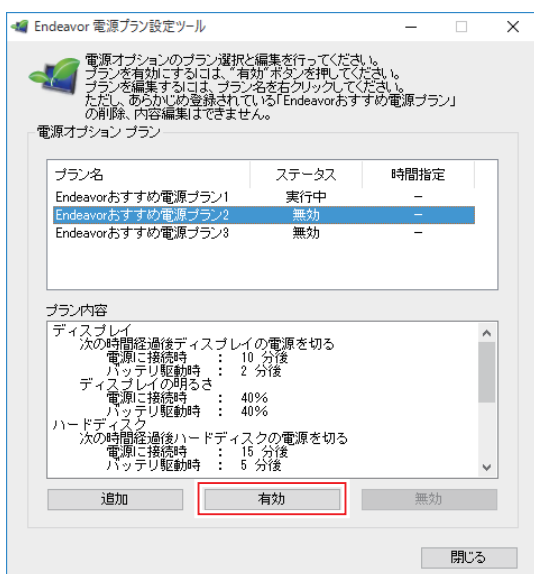 Endeavor 電源プラン設定ツール
電源オプションのプラン選択と編集を行ってください。
プランを有効にするには、"有効"ボタンを押してください。
プランを編集するには、プラン名を右クリックしてください。
ただし、あらかじめ登録されている「Endeavorおすすめ電源プラン」
の削除、内容編集はできません。
電源オプション プラン
プラン名 ステータス 時間指定
Endeavorおすすめ電源プラン1 実行中 −
Endeavorおすすめ電源プラン2 無効 −
Endeavorおすすめ電源プラン3 無効 −
プラン内容
ディスプレイ
次の時間経過後ディスプレイの電源を切る
電源に接続時 : 10 分後
バッテリ駆動時 : 2 分後
ディスプレイの明るさ
電源に接続時 : 40%
バッテリ駆動時 : 40%
ハードディスク
次の時間経過後ハードディスクの電源を切る
電源に接続時 : 15 分後
バッテリ駆動時 : 5 分後
追加 有効 無効
閉じる